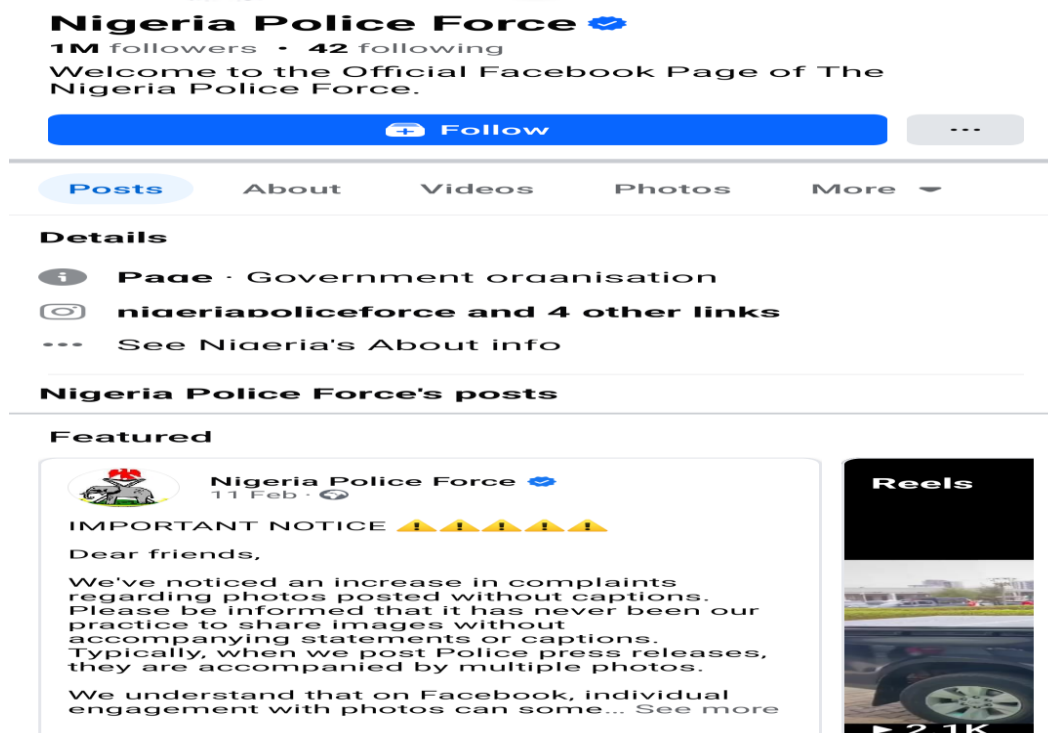 Nigeria Police Force
1M followers • 42 following
Welcome to the Official Facebook Page of The
Nigeria Police Force.
Follow
Posts About Videos Photos More
Details
Page · Government organisation
nigeriapoliceforce and 4 other links
See Nigeria's About info
Nigeria Police Force's posts
Featured
Nigeria Police Force
11 Feb ·
IMPORTANT NOTICE ⚠️⚠️⚠️⚠️⚠️
Dear friends,
We've noticed an increase in complaints
regarding photos posted without captions.
Please be informed that it has never been our
practice to share images without
accompanying statements or captions.
Typically, when we post Police press releases,
they are accompanied by multiple photos.
We understand that on Facebook, individual
engagement with photos can some... See more
Reels
2.1K